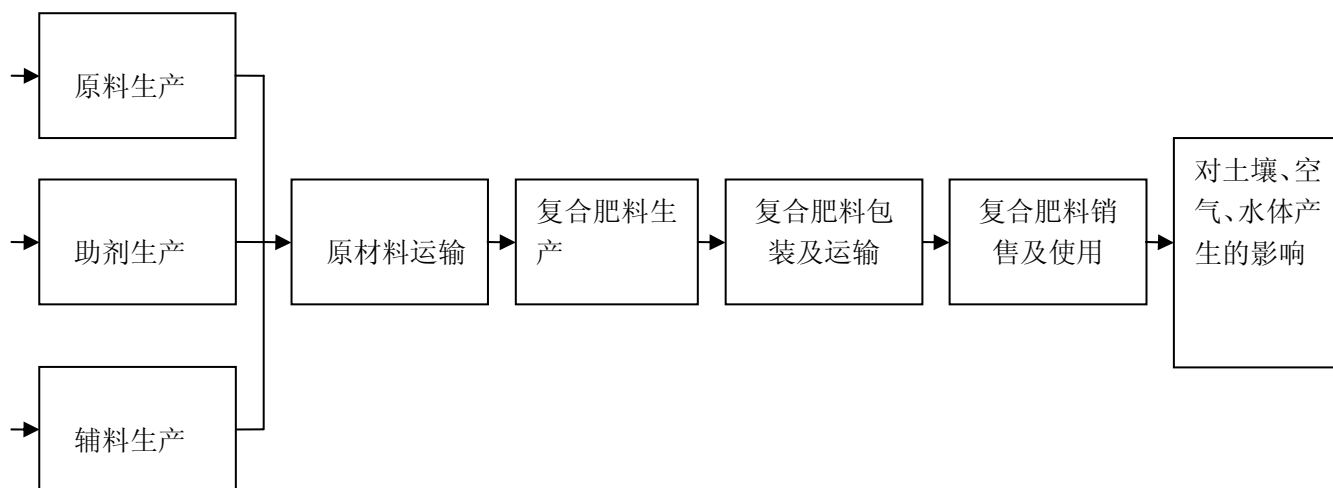 原料生产
助剂生产
辅料生产
原材料运输
复合肥料生
产
复合肥料包
装及运输
复合肥料销
售及使用
对土壤、空
气、水体产
生的影响